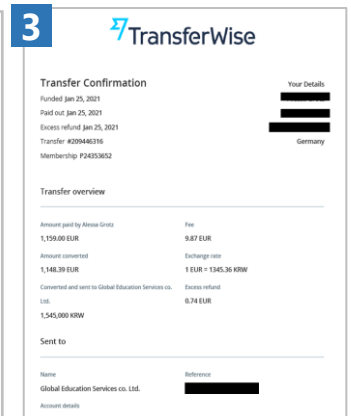 3
TransferWise
Transfer Confirmation
Your Details
Funded Jan 25, 2021
Paid out Jan 25, 2021
Excess refund Jan 25, 2021
Transfer #209446316
Germany
Membership P24353652
Transfer overview
Amount paid by Alessa Grotz
Fee
1,159.00 EUR
9.87 EUR
Amount converted
Exchange rate
1,148.39 EUR
1 EUR = 1345.36 KRW
Converted and sent to Global Education Services co.
Excess refund
Ltd.
0.74 EUR
1,545,000 KRW
Sent to
Name
Reference
Global Education Services co. Ltd.
Account details